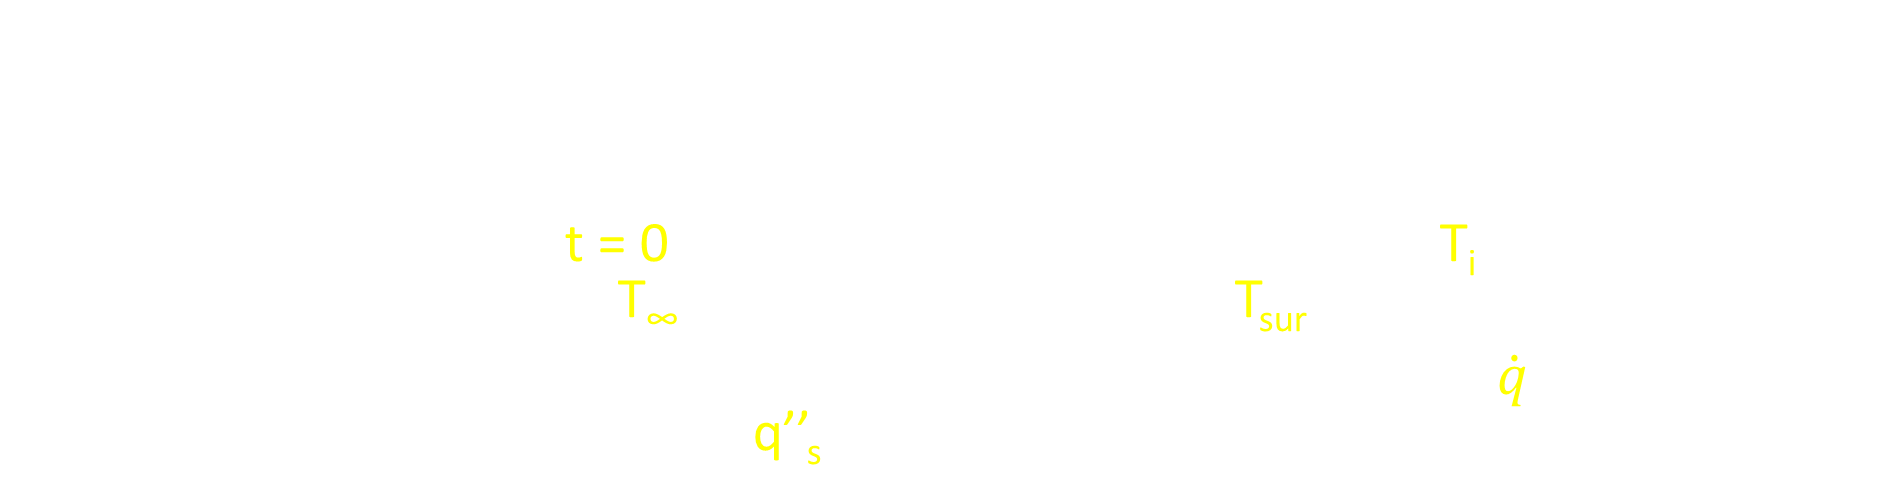 t = 0 T_i
T_∞ T_sur
q̇
q′′_s